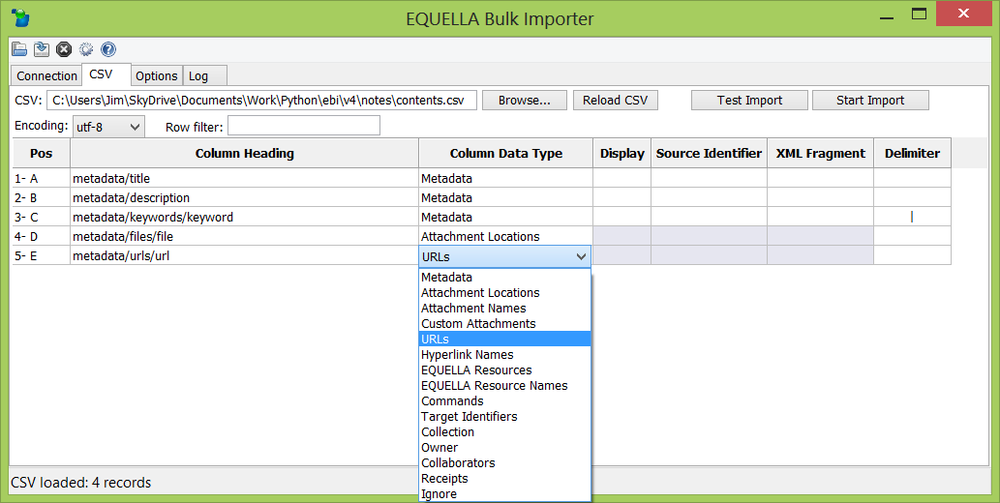 EQUELLA Bulk Importer
Connection CSV Options Log
CSV: C:\Users\Jim\SkyDrive\Documents\Work\Python\ebi\v4\notes\contents.csv Browse... Reload CSV Test Import Start Import
Encoding: utf-8 Row filter:
Pos Column Heading Column Data Type Display Source Identifier XML Fragment Delimiter
1- A metadata/title Metadata
2- B metadata/description Metadata
3- C metadata/keywords/keyword Metadata |
4- D metadata/files/file Attachment Locations
5- E metadata/urls/url URLs
Metadata
Attachment Locations
Attachment Names
Custom Attachments
URLs
Hyperlink Names
EQUELLA Resources
EQUELLA Resource Names
Commands
Target Identifiers
Collection
Owner
Collaborators
Receipts
Ignore
CSV loaded: 4 records